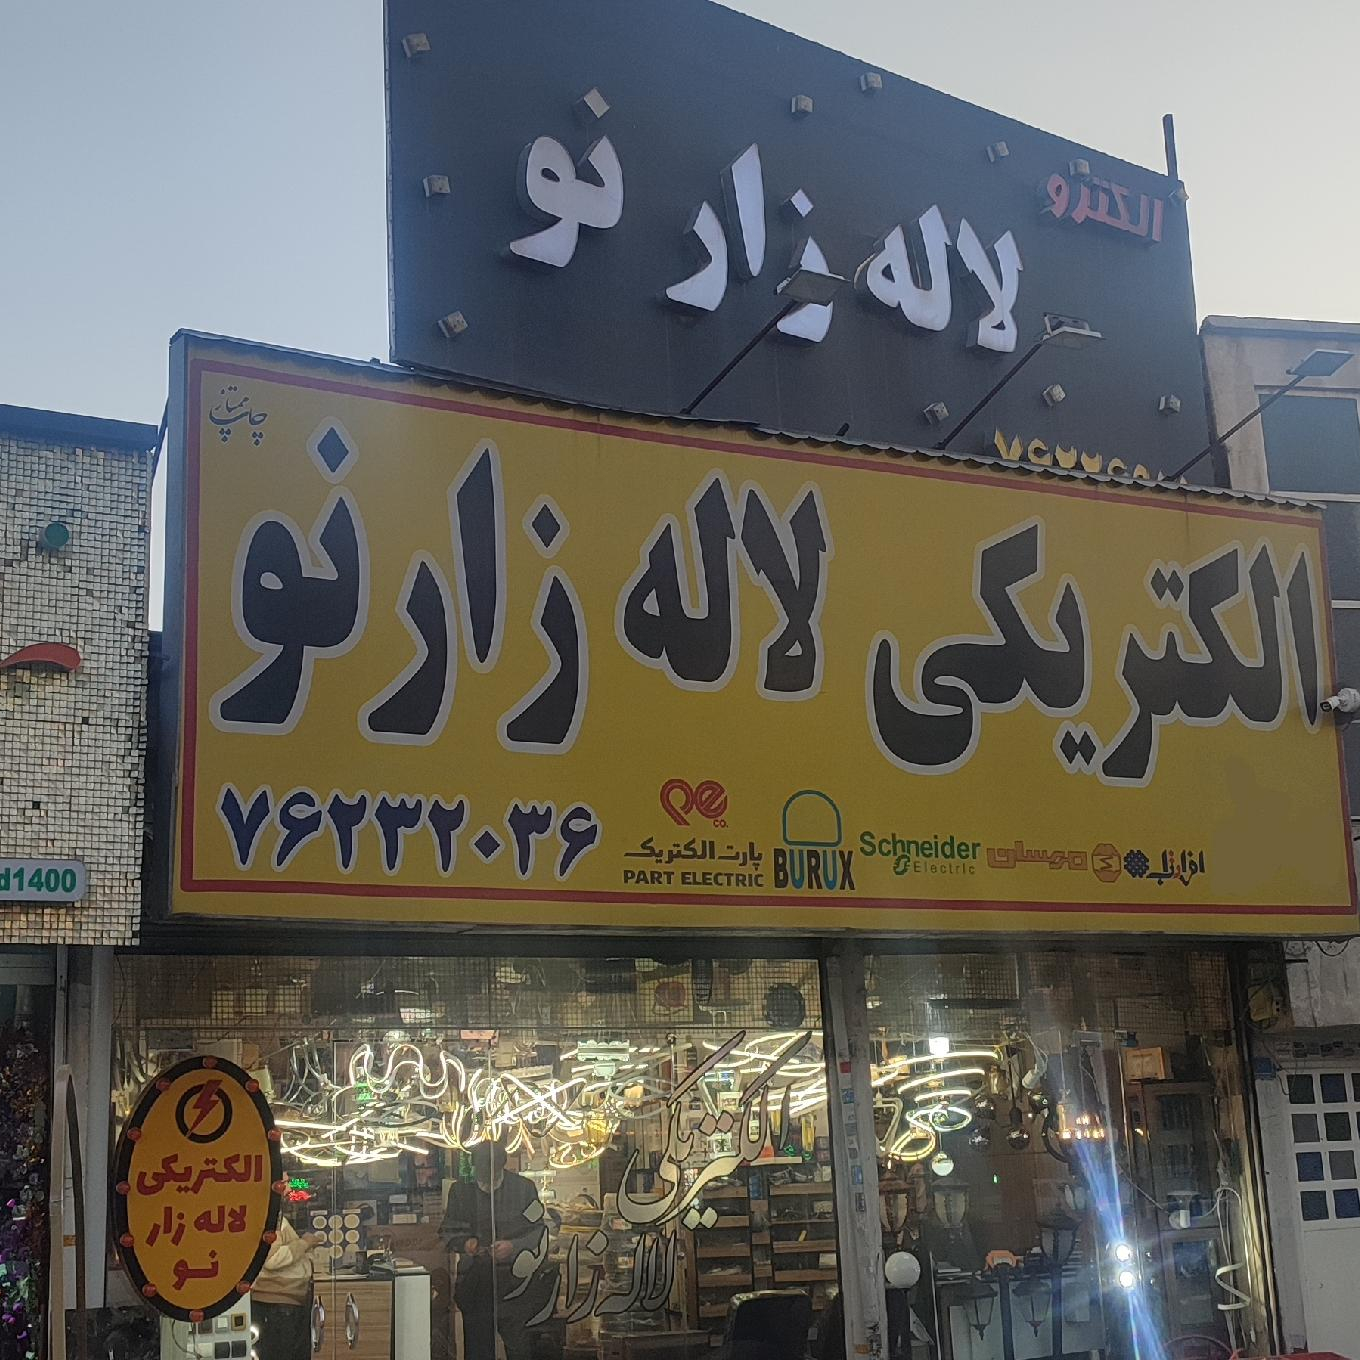 الکترو
لاله زار نو
چاپ ممتاز
الکتریکی لاله زار نو
۷۶۲۳۲۰۳۶
pe co.
پارت الکتریک
PART ELECTRIC
BURUX
Schneider
Electric
مهسان
افراتاب
d1400
الکتریکی
لاله زار نو
الکتریکی
لاله زار
نو